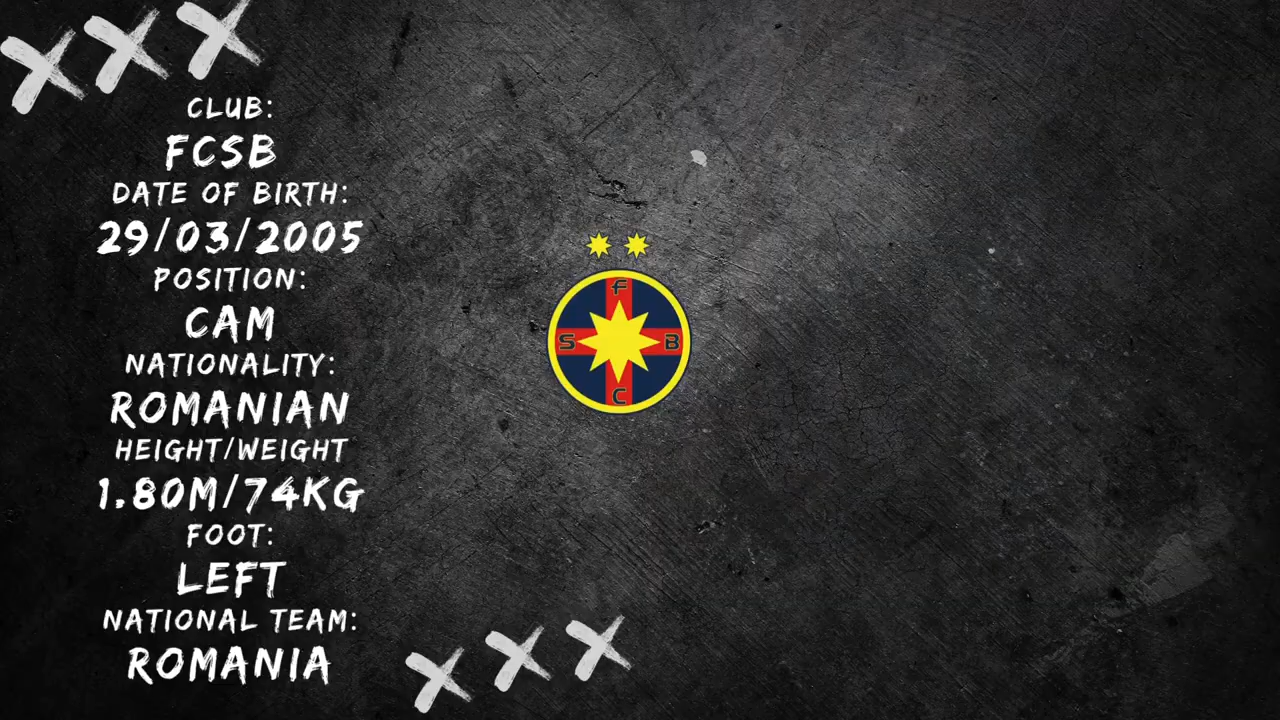 CLUB:
FCSB
DATE OF BIRTH:
29/03/2005
POSITION:
CAM
NATIONALITY:
ROMANIAN
HEIGHT/WEIGHT
1.80M/74KG
FOOT:
LEFT
NATIONAL TEAM:
ROMANIA
F
S B
C